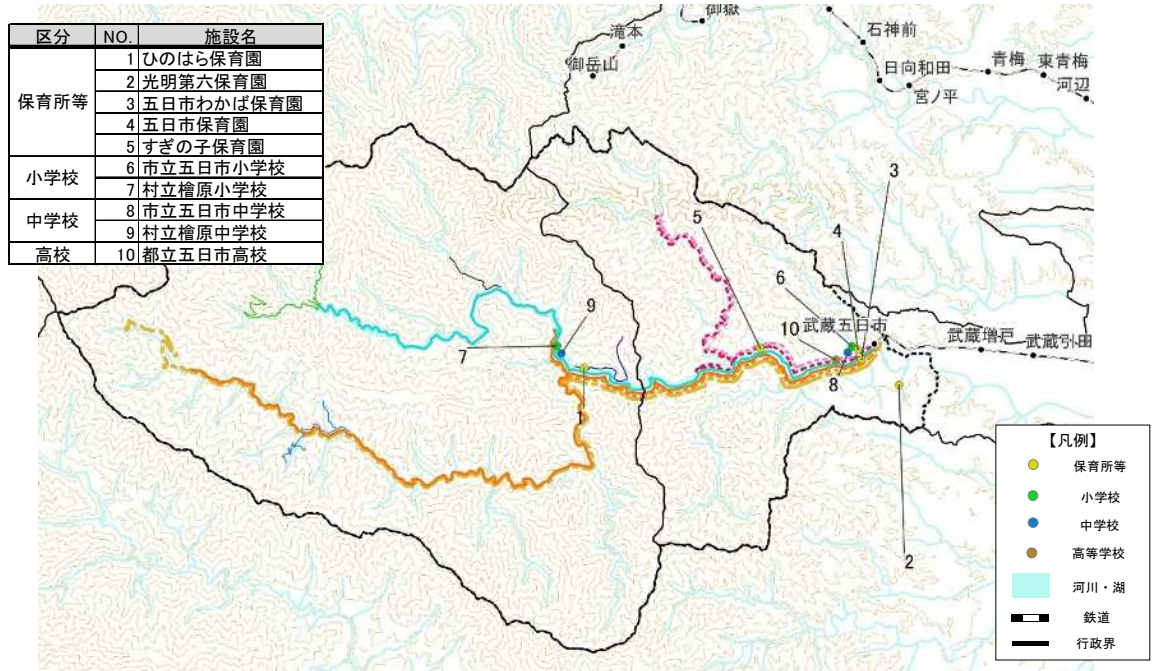 区分 NO. 施設名
保育所等
1 ひのはら保育園
2 光明第六保育園
3 五日市わかば保育園
4 五日市保育園
5 すぎの子保育園
小学校
6 市立五日市小学校
7 村立檜原小学校
中学校
8 市立五日市中学校
9 村立檜原中学校
高校 10 都立五日市高校
御嶽
滝本
御岳山
石神前
日向和田
宮ノ平
青梅
東青梅
河辺
3
5
4
6
10
武蔵五日市
武蔵増戸
武蔵引田
9
7
8
1
2
【凡例】
保育所等
小学校
中学校
高等学校
河川・湖
鉄道
行政界